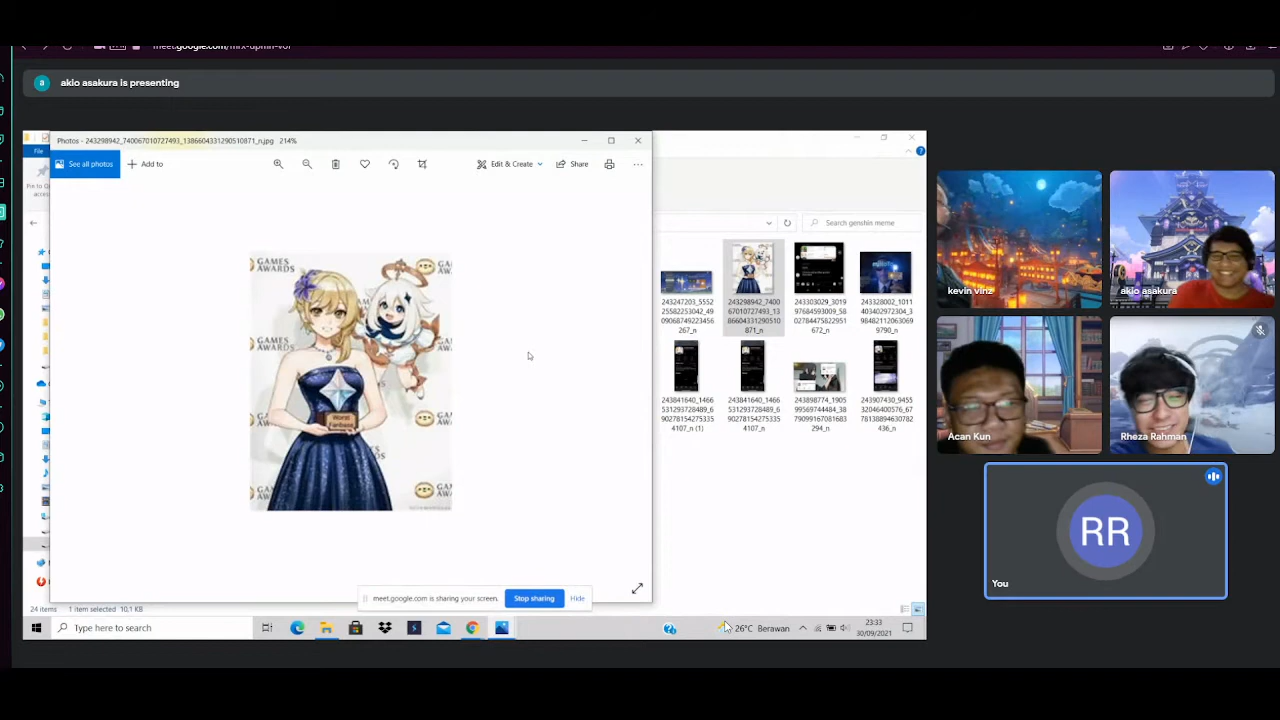 akio asakura is presenting
Photos - 243298942_740067010727493_1386604331290510871_n.jpg 214%
See all photos
Add to
Edit & Create
Share
File
Search genshin meme
GAMES
AWARDS
Worst
Fanbase
243247203_5552
25582253042_49
09068749223456
267_n
243298942_7400
67010727493_13
86604331290510
871_n
243303029_3019
97684593009_58
02784475822951
672_n
243328002_1011
403402972304_3
98482112063069
9790_n
243841640_1466
531293728489_6
90278154275335
4107_n (1)
243841640_1466
531293728489_6
90278154275335
4107_n
243898774_1905
99569744484_38
79099167081683
294_n
243907430_9455
32046400576_67
78138894630782
436_n
24 items
1 item selected 10,1 KB
meet.google.com is sharing your screen.
Stop sharing
Hide
Type here to search
26°C Berawan
23:33
30/09/2021
kevin vinz
akio asakura
Acan Kun
Rheza Rahman
RR
You